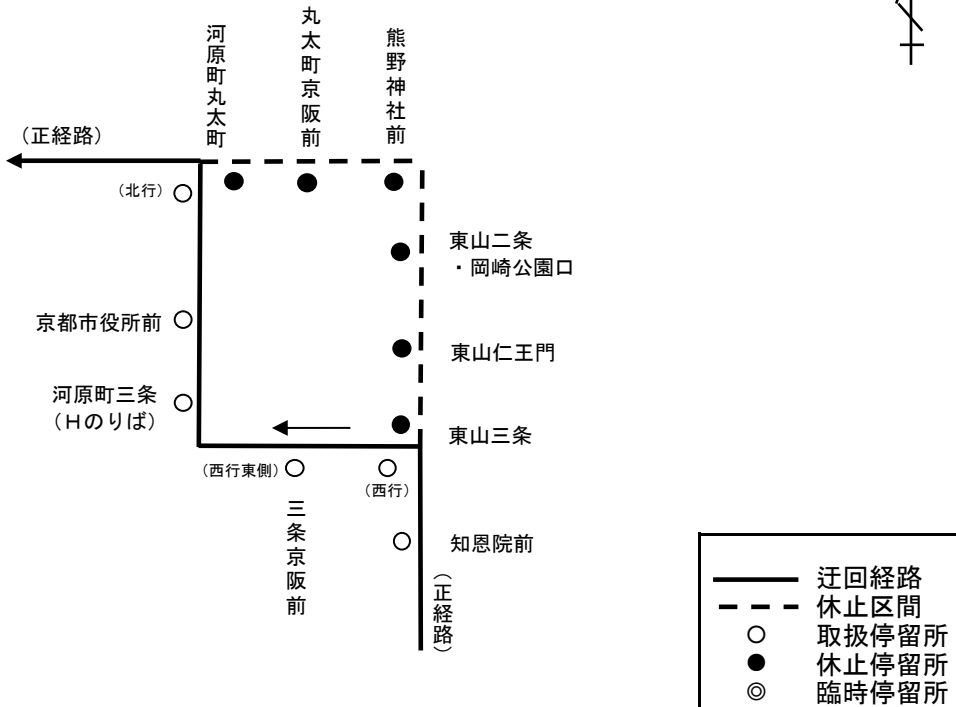 河原町丸太町
丸太町京阪前
熊野神社前
（正経路）
（北行）
東山二条
・岡崎公園口
京都市役所前
東山仁王門
河原町三条
（Ｈのりば）
東山三条
（西行東側）
（西行）
三条京阪前
知恩院前
（正経路）
迂回経路
休止区間
取扱停留所
休止停留所
臨時停留所